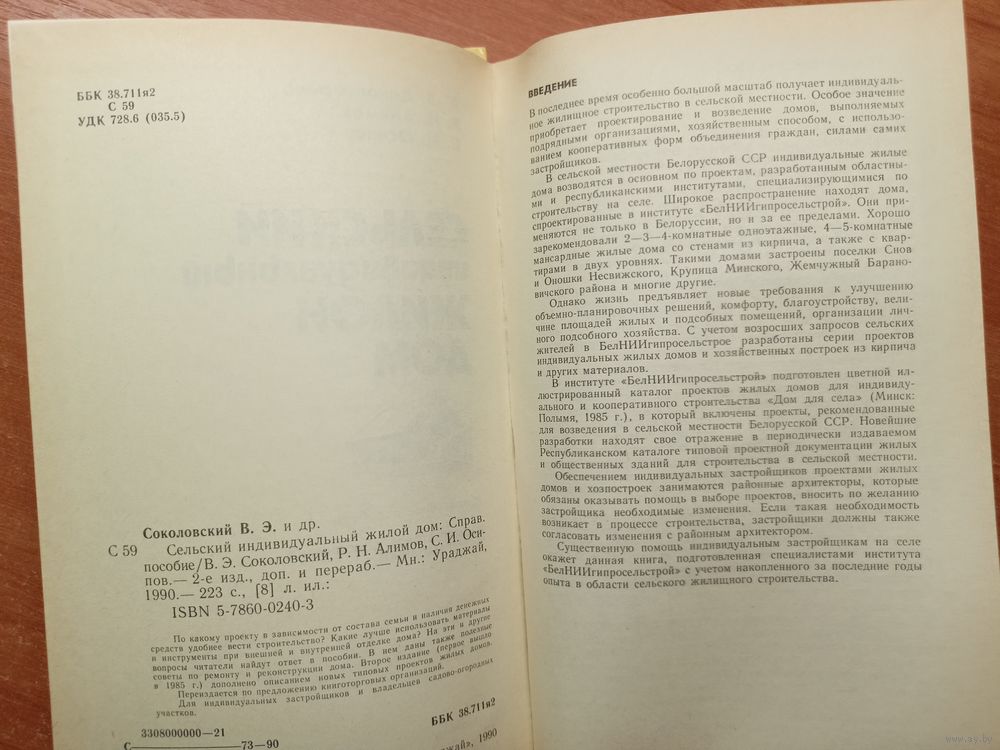 ББК 38.711я2
С 59
УДК 728.6 (035.5)
Соколовский В. Э. и др.
С 59 Сельский индивидуальный жилой дом: Справ.
пособие/В. Э. Соколовский, Р. Н. Алимов, С. И. Оси-
пов.— 2-е изд., доп. и перераб.— Мн.: Ураджай,
1990.— 223 с., [8] л. ил.:
ISBN 5-7860-0240-3
По какому проекту в зависимости от состава семьи и наличия денежных
средств удобнее вести строительство? Какие лучше использовать материалы
и инструменты при внешней и внутренней отделке дома? На эти и другие
вопросы читатели найдут ответ в пособии. В нем даны также полезные
советы по ремонту и реконструкции дома. Второе издание (первое вышло
в 1985 г.) дополнено описанием новых типовых проектов жилых домов.
Переиздается по предложению книготорговых организаций.
Для индивидуальных застройщиков и владельцев садово-огородных
участков.
3308000000—21
С————73—90
ББК 38.711я2
жай», 1990
ВВЕДЕНИЕ
В последнее время особенно большой масштаб получает индивидуаль-
ное жилищное строительство в сельской местности. Особое значение
приобретает проектирование и возведение домов, выполняемых
подрядными организациями, хозяйственным способом, с использо-
ванием кооперативных форм объединения граждан, силами самих
застройщиков.
В сельской местности Белорусской ССР индивидуальные жилые
дома возводятся в основном по проектам, разработанным областны-
ми и республиканскими институтами, специализирующимися по
строительству на селе. Широкое распространение находят дома,
спроектированные в институте «БелНИИгипросельстрой». Они при-
меняются не только в Белоруссии, но и за ее пределами. Хорошо
зарекомендовали 2—3—4-комнатные одноэтажные, 4—5-комнатные
мансардные жилые дома со стенами из кирпича, а также с квар-
тирами в двух уровнях. Такими домами застроены поселки Снов
и Оношки Несвижского, Крупица Минского, Жемчужный Барано-
вичского района и многие другие.
Однако жизнь предъявляет новые требования к улучшению
объемно-планировочных решений, комфорту, благоустройству, вели-
чине площадей жилых и подсобных помещений, организации лич-
ного подсобного хозяйства. С учетом возросших запросов сельских
жителей в БелНИИгипросельстрое разработаны серии проектов
индивидуальных жилых домов и хозяйственных построек из кирпича
и других материалов.
В институте «БелНИИгипросельстрой» подготовлен цветной ил-
люстрированный каталог проектов жилых домов для индивиду-
ального и кооперативного строительства «Дом для села» (Минск:
Полымя, 1985 г.), в который включены проекты, рекомендованные
для возведения в сельской местности Белорусской ССР. Новейшие
разработки находят свое отражение в периодически издаваемом
Республиканском каталоге типовой проектной документации жилых
и общественных зданий для строительства в сельской местности.
Обеспечением индивидуальных застройщиков проектами жилых
домов и хозпостроек занимаются районные архитекторы, которые
обязаны оказывать помощь в выборе проектов, вносить по желанию
застройщика необходимые изменения. Если такая необходимость
возникает в процессе строительства, застройщики должны также
согласовать изменения с районным архитектором.
Существенную помощь индивидуальным застройщикам на селе
окажет данная книга, подготовленная специалистами института
«БелНИИгипросельстрой» с учетом накопленного за последние годы
опыта в области сельского жилищного строительства.
www.ay.by